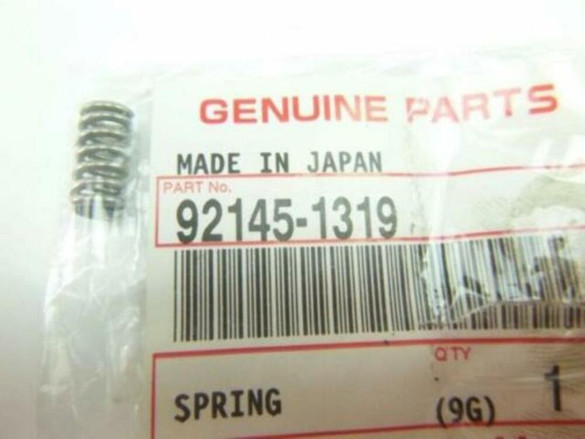 GENUINE PARTS
MADE IN JAPAN
PART No.
92145-1319
QTY
SPRING (9G) 1